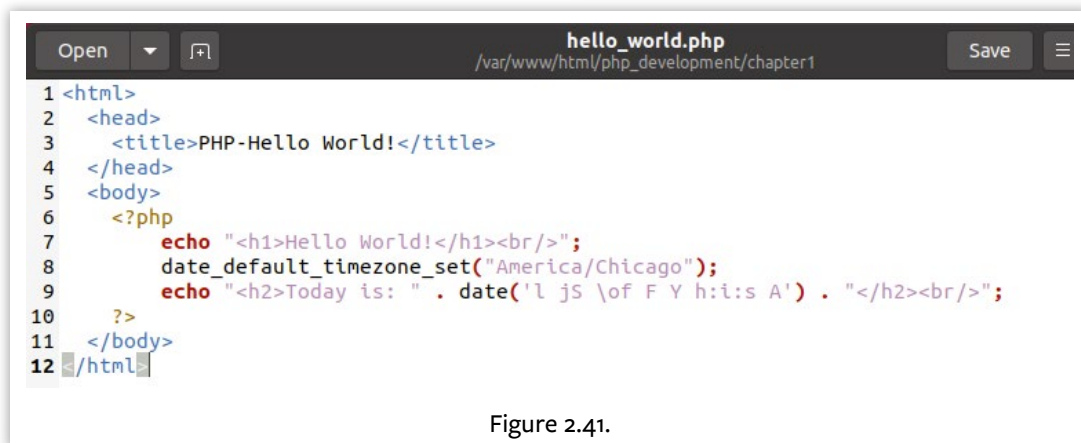 Open
hello_world.php
/var/www/html/php_development/chapter1
Save
1 <html>
2   <head>
3     <title>PHP-Hello World!</title>
4   </head>
5   <body>
6     <?php
7         echo "<h1>Hello World!</h1><br/>";
8         date_default_timezone_set("America/Chicago");
9         echo "<h2>Today is: " . date('l jS \of F Y h:i:s A') . "</h2><br/>";
10     ?>
11   </body>
12 </html>
Figure 2.41.